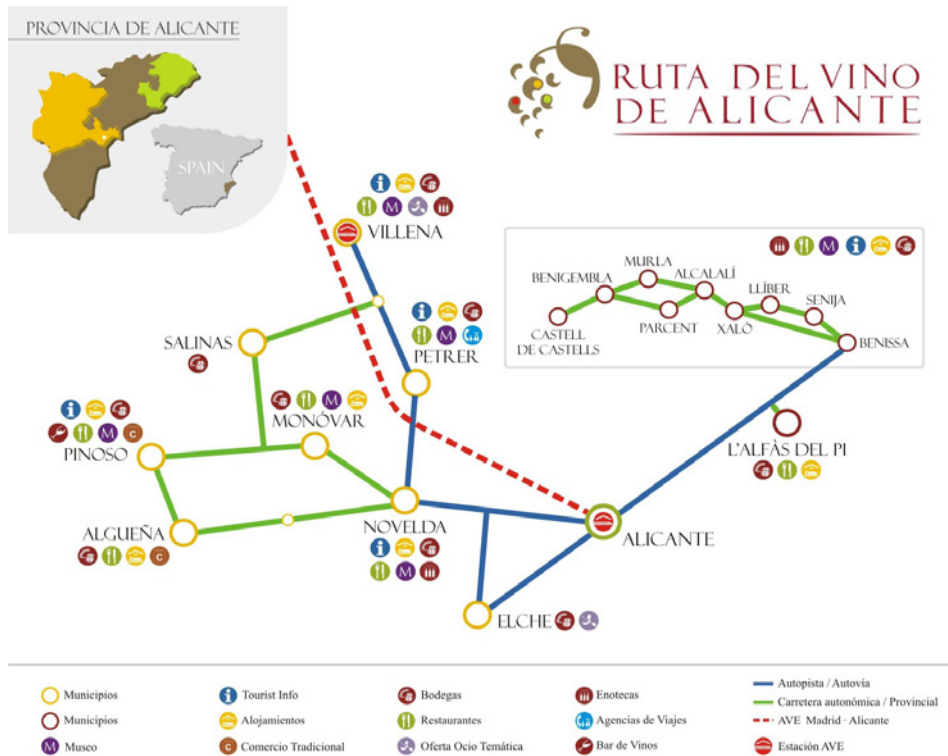 PROVINCIA DE ALICANTE
SPAIN
RUTA DEL VINO
DE ALICANTE
VILLENA
SALINAS
PETRER
MONÓVAR
PINOSO
ALGUEÑA
NOVELDA
ALICANTE
ELCHE
L'ALFÀS DEL PI
MURLA
BENIGEMBLA
ALCALALÍ
LLÍBER
SENIJA
CASTELL
DE CASTELLS
PARCENT
XALÓ
BENISSA
Municipios
Tourist Info
Bodegas
Enotecas
Autopista / Autovía
Municipios
Alojamientos
Restaurantes
Agencias de Viajes
Carretera autonómica / Provincial
AVE Madrid - Alicante
Museo
Comercio Tradicional
Oferta Ocio Temática
Bar de Vinos
Estación AVE